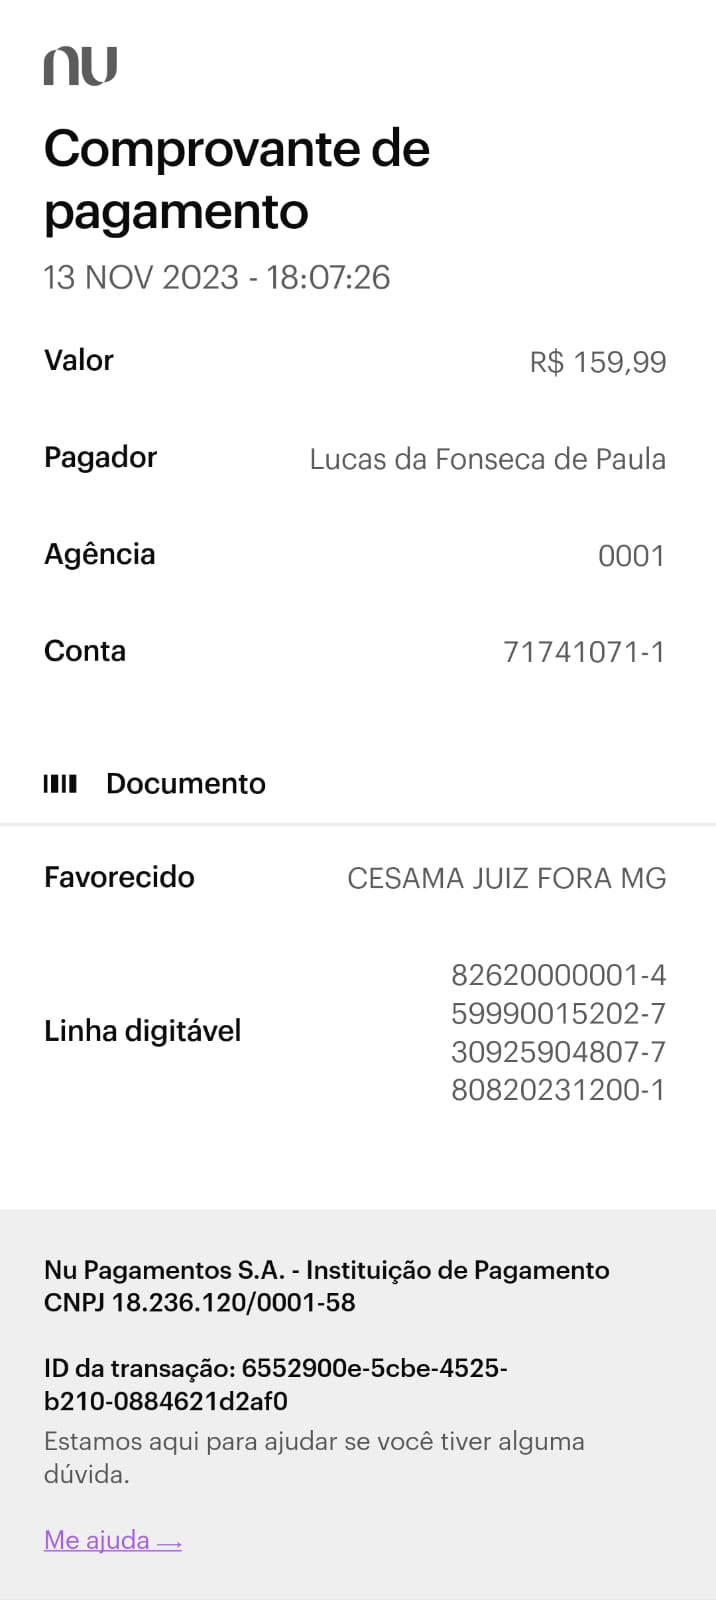 nu
Comprovante de
pagamento
13 NOV 2023 - 18:07:26
Valor R$ 159,99
Pagador Lucas da Fonseca de Paula
Agência 0001
Conta 71741071-1
Documento
Favorecido CESAMA JUIZ FORA MG
Linha digitável
82620000001-4
59990015202-7
30925904807-7
80820231200-1
Nu Pagamentos S.A. - Instituição de Pagamento
CNPJ 18.236.120/0001-58
ID da transação: 6552900e-5cbe-4525-
b210-0884621d2af0
Estamos aqui para ajudar se você tiver alguma
dúvida.
Me ajuda →